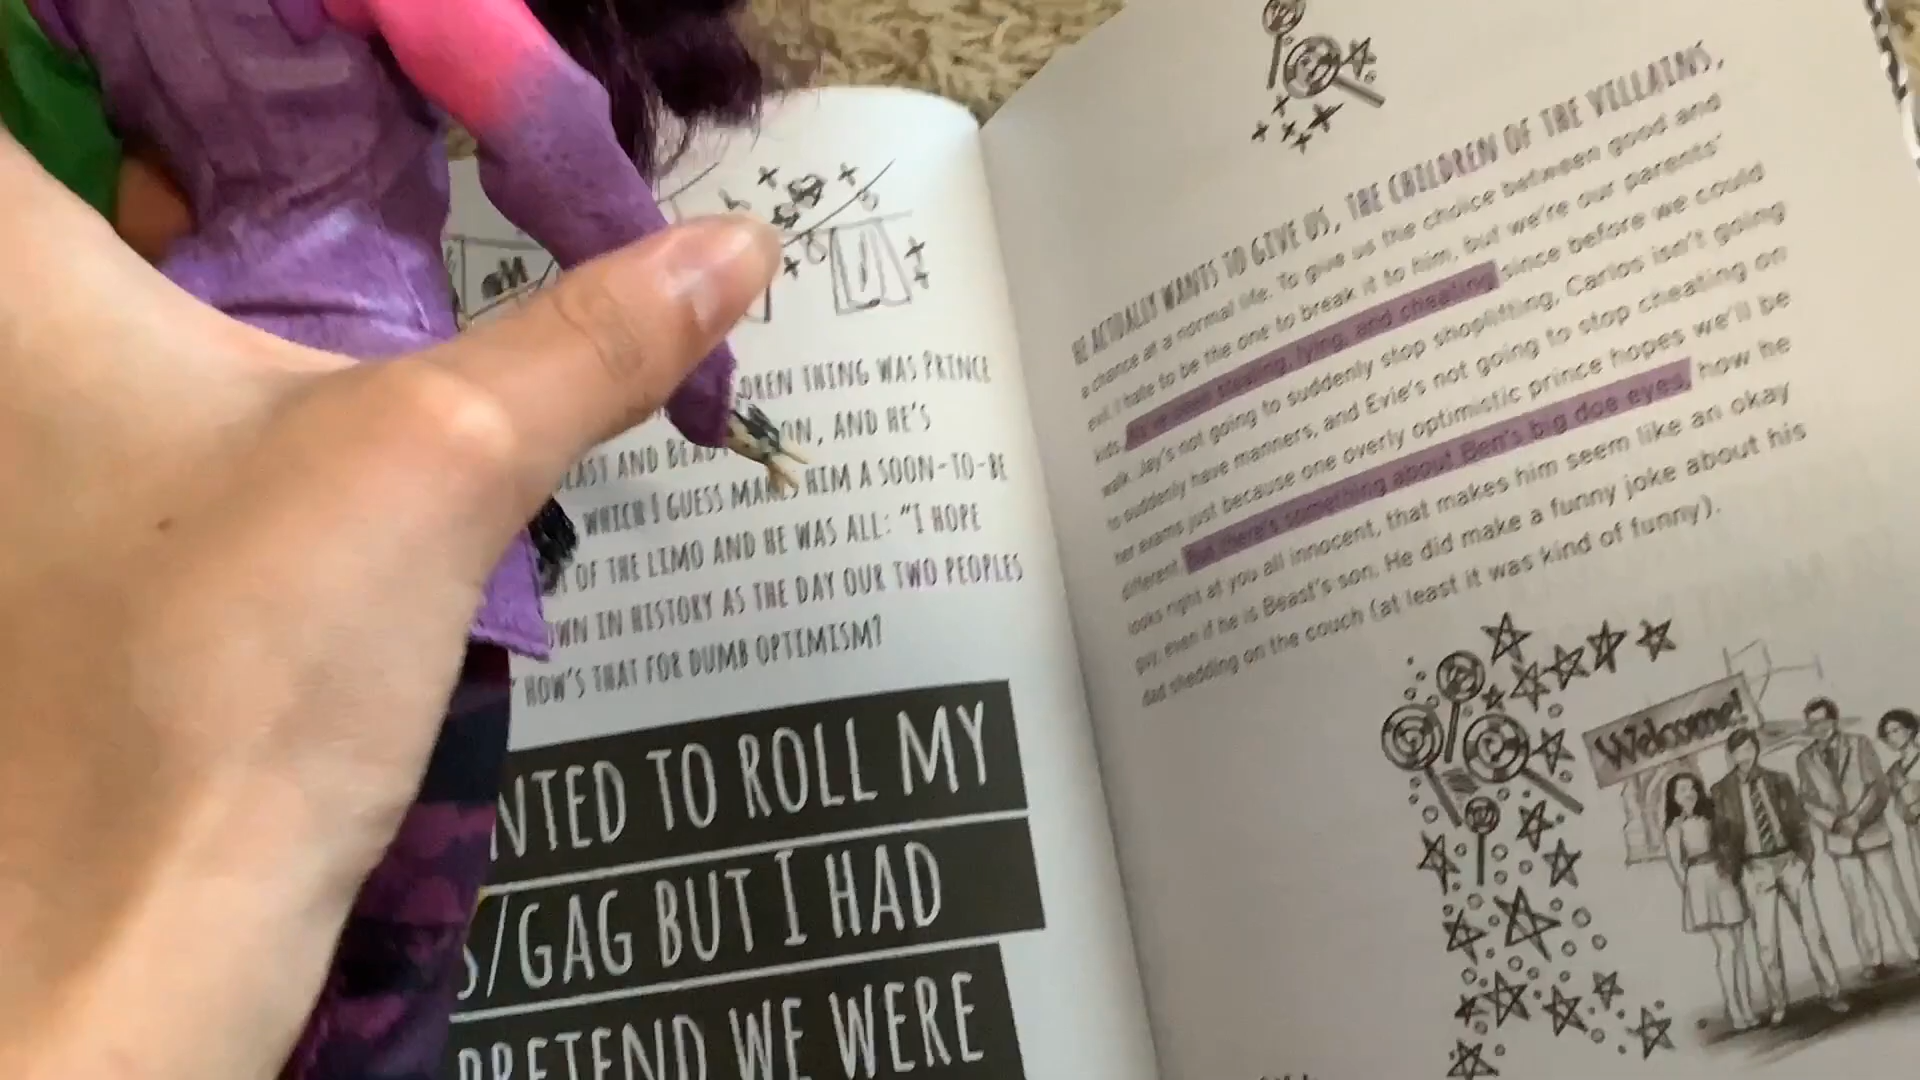 DREN THING WAS PRINCE
ON, AND HE'S
EAST AND BEA
WHICH I GUESS MAKES HIM A SOON-TO-BE
OF THE LIMO AND HE WAS ALL: "I HOPE
OWN IN HISTORY AS THE DAY OUR TWO PEOPLES
" HOW'S THAT FOR DUMB OPTIMISM?
NTED TO ROLL MY
S/GAG BUT I HAD
PRETEND WE WERE
HE ACTUALLY WANTS TO GIVE US, THE CHILDREN OF THE VILLAINS,
a chance at a normal life. To give us the choice between good and
evil. I hate to be the one to break it to him, but we're our parents'
kids. We've been stealing, lying, and cheating since before we could
walk. Jay's not going to suddenly stop shoplifting, Carlos isn't going
to suddenly have manners, and Evie's not going to stop cheating on
her exams just because one overly optimistic prince hopes we'll be
different. But there's something about Ben's big doe eyes, how he
looks right at you all innocent, that makes him seem like an okay
guy, even if he is Beast's son. He did make a funny joke about his
dad shedding on the couch (at least it was kind of funny).
Welcome!